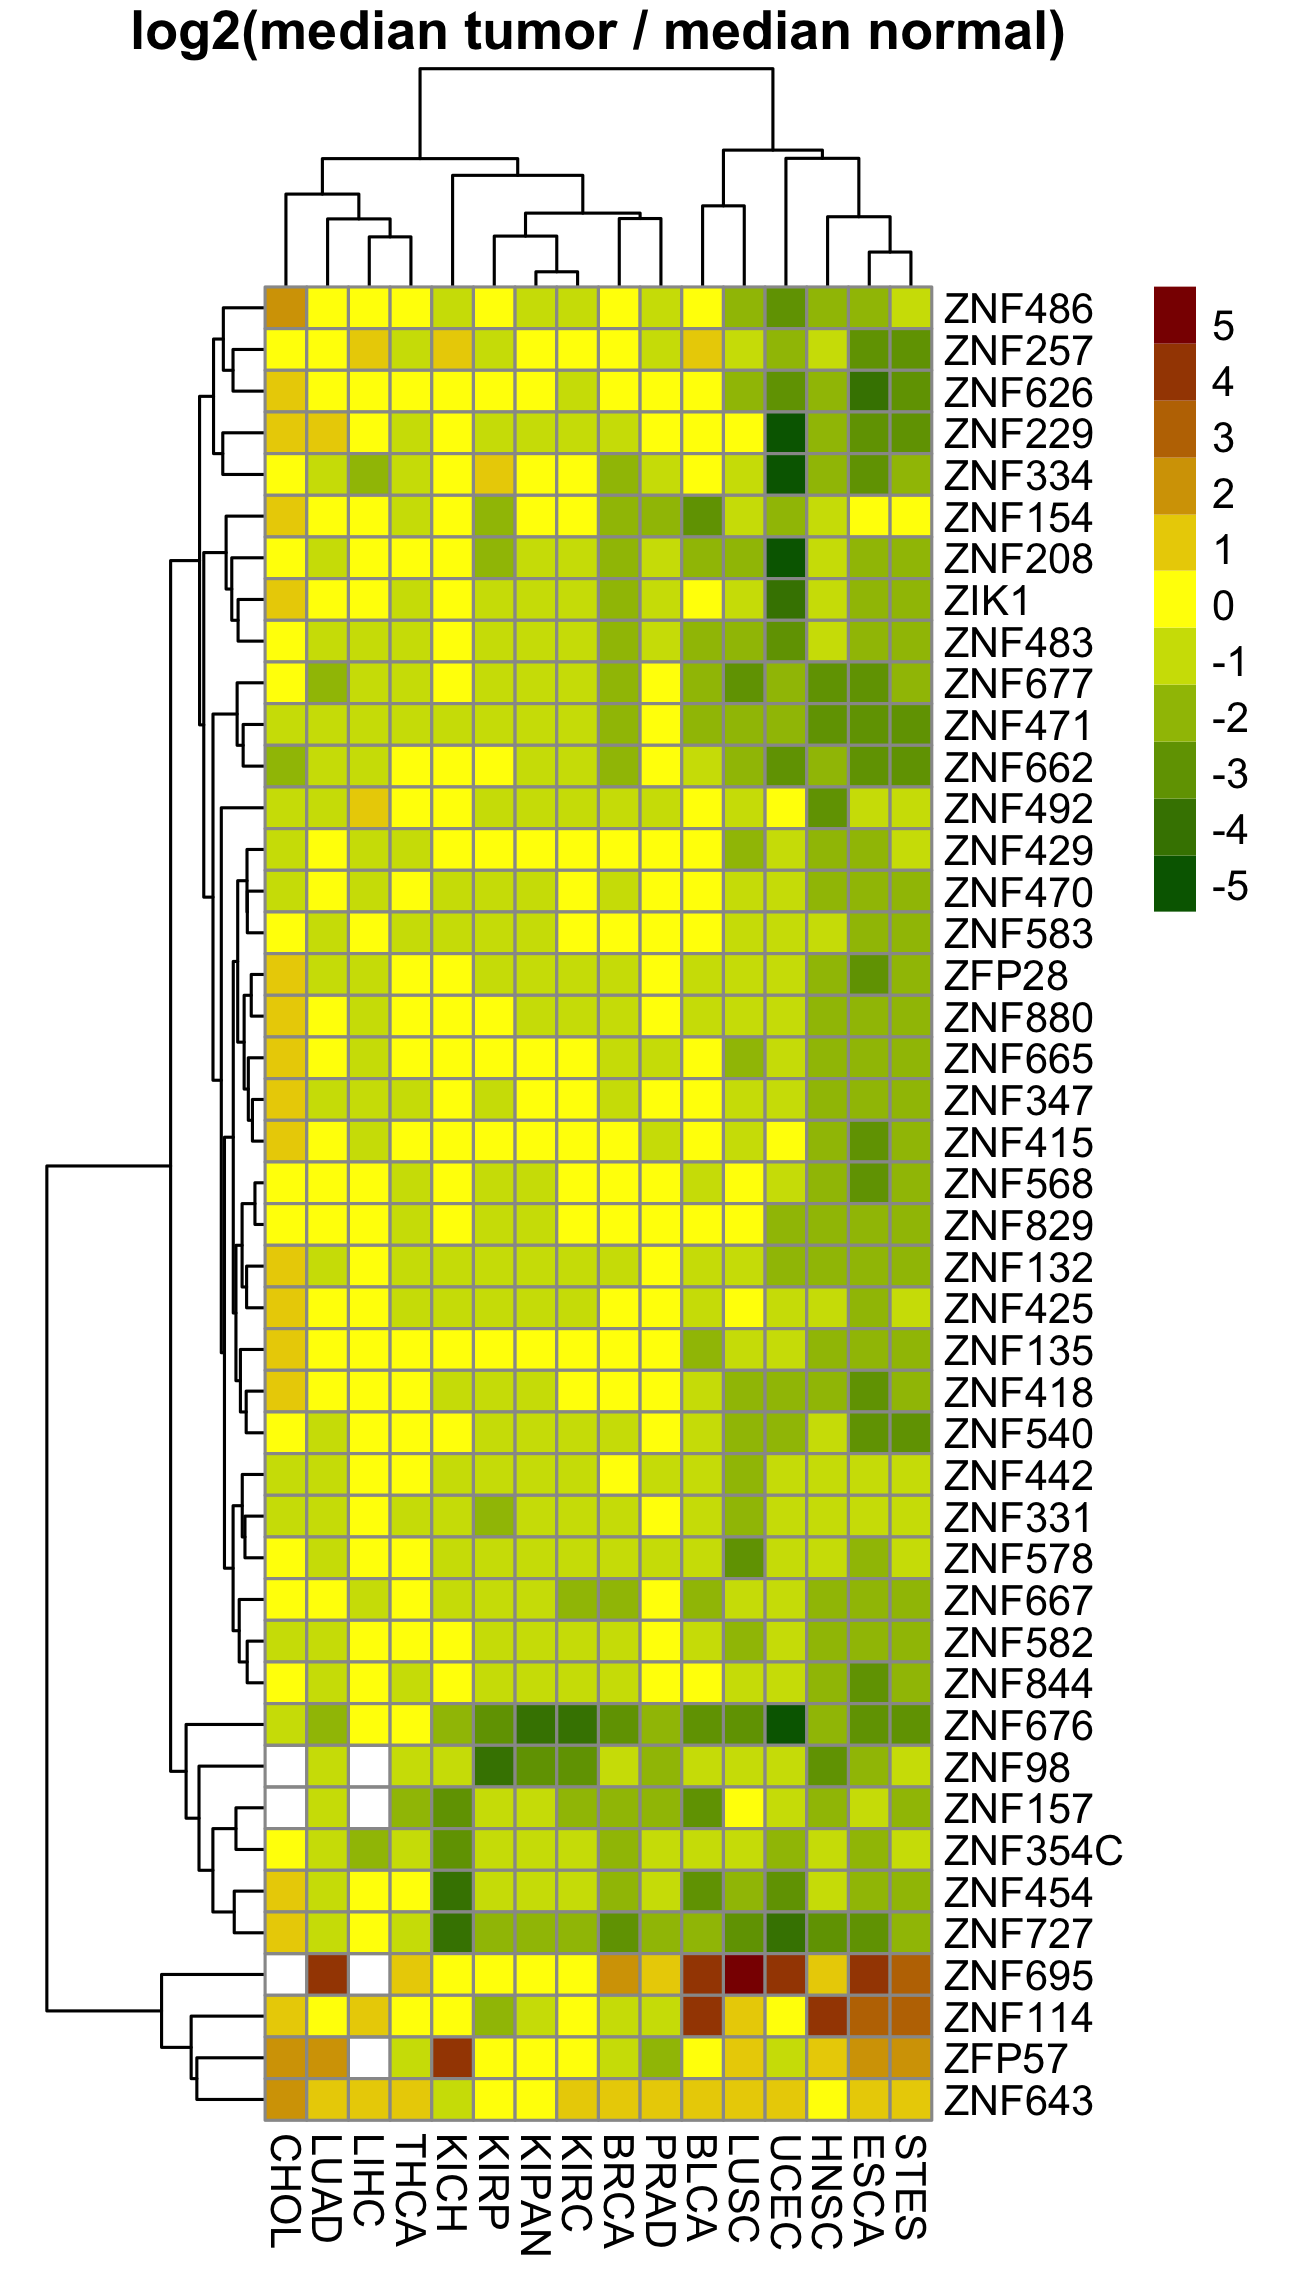 log2(median tumor / median normal)
ZNF486
ZNF257
ZNF626
ZNF229
ZNF334
ZNF154
ZNF208
ZIK1
ZNF483
ZNF677
ZNF471
ZNF662
ZNF492
ZNF429
ZNF470
ZNF583
ZFP28
ZNF880
ZNF665
ZNF347
ZNF415
ZNF568
ZNF829
ZNF132
ZNF425
ZNF135
ZNF418
ZNF540
ZNF442
ZNF331
ZNF578
ZNF667
ZNF582
ZNF844
ZNF676
ZNF98
ZNF157
ZNF354C
ZNF454
ZNF727
ZNF695
ZNF114
ZFP57
ZNF643
5
4
3
2
1
0
-1
-2
-3
-4
-5
CHOL
LUAD
LIHC
THCA
KICH
KIRP
KIPAN
KIRC
BRCA
PRAD
BLCA
LUSC
UCEC
HNSC
ESCA
STES